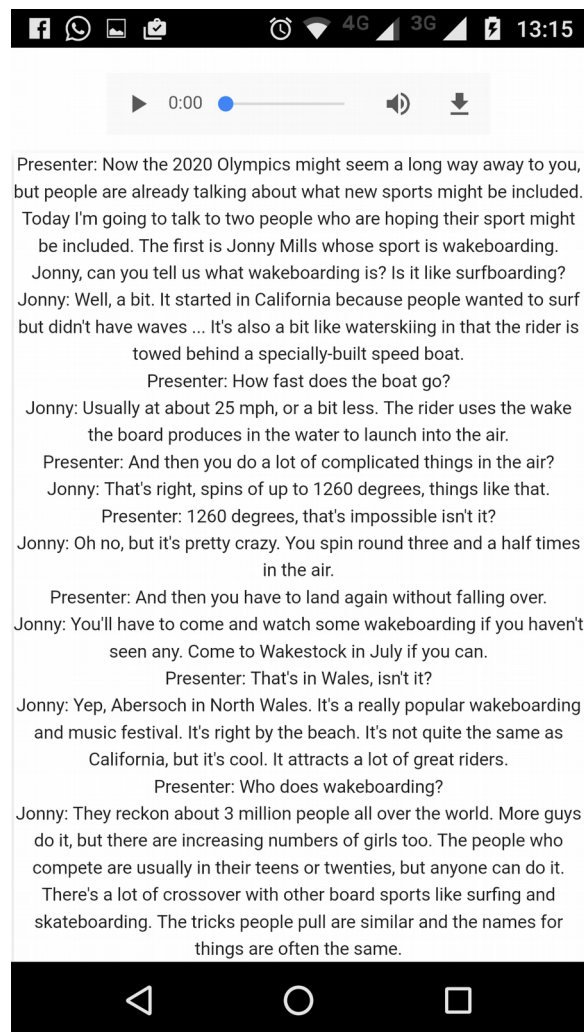 4G 3G 13:15
0:00
Presenter: Now the 2020 Olympics might seem a long way away to you,
but people are already talking about what new sports might be included.
Today I'm going to talk to two people who are hoping their sport might
be included. The first is Jonny Mills whose sport is wakeboarding.
Jonny, can you tell us what wakeboarding is? Is it like surfboarding?
Jonny: Well, a bit. It started in California because people wanted to surf
but didn't have waves ... It's also a bit like waterskiing in that the rider is
towed behind a specially-built speed boat.
Presenter: How fast does the boat go?
Jonny: Usually at about 25 mph, or a bit less. The rider uses the wake
the board produces in the water to launch into the air.
Presenter: And then you do a lot of complicated things in the air?
Jonny: That's right, spins of up to 1260 degrees, things like that.
Presenter: 1260 degrees, that's impossible isn't it?
Jonny: Oh no, but it's pretty crazy. You spin round three and a half times
in the air.
Presenter: And then you have to land again without falling over.
Jonny: You'll have to come and watch some wakeboarding if you haven't
seen any. Come to Wakestock in July if you can.
Presenter: That's in Wales, isn't it?
Jonny: Yep, Abersoch in North Wales. It's a really popular wakeboarding
and music festival. It's right by the beach. It's not quite the same as
California, but it's cool. It attracts a lot of great riders.
Presenter: Who does wakeboarding?
Jonny: They reckon about 3 million people all over the world. More guys
do it, but there are increasing numbers of girls too. The people who
compete are usually in their teens or twenties, but anyone can do it.
There's a lot of crossover with other board sports like surfing and
skateboarding. The tricks people pull are similar and the names for
things are often the same.